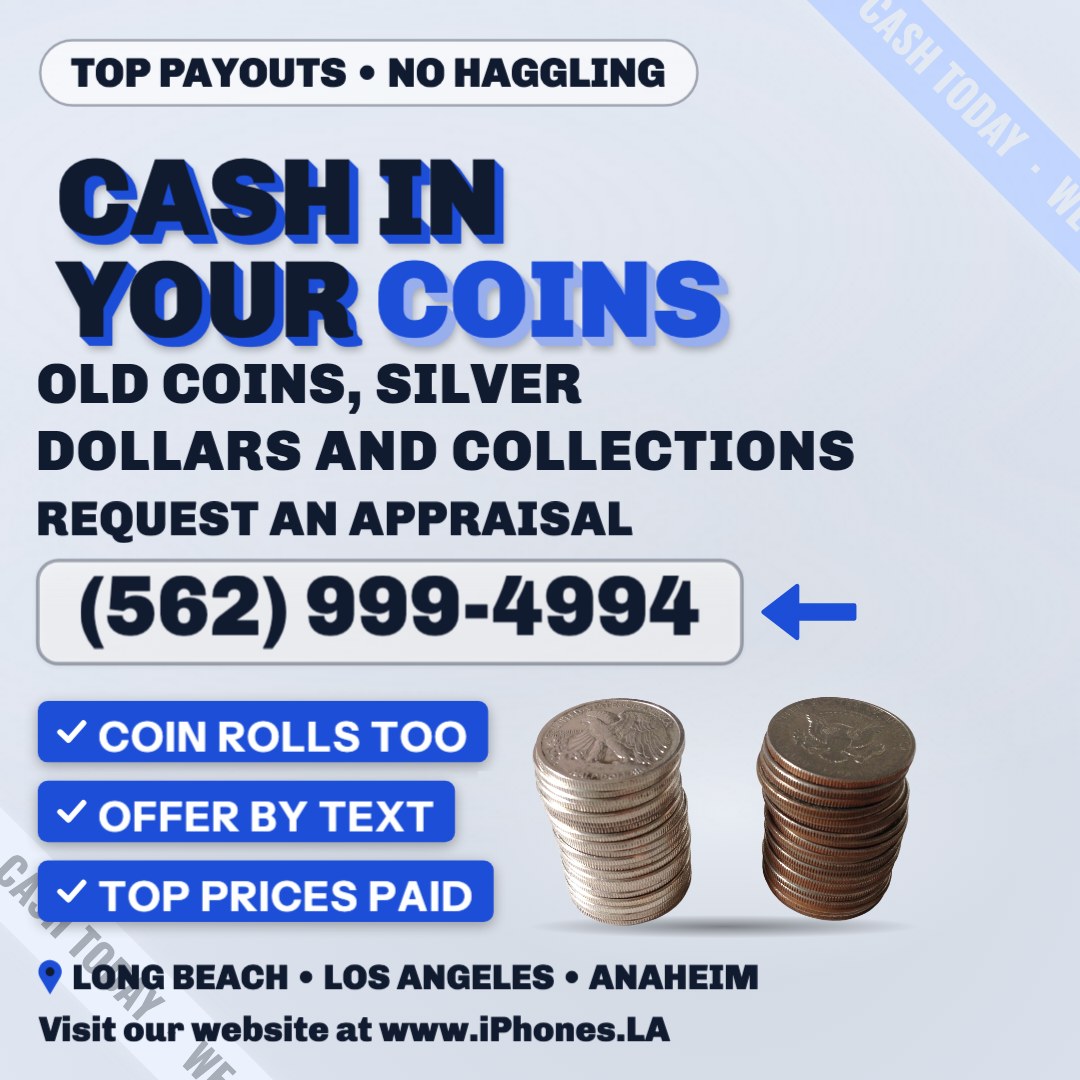 TOP PAYOUTS • NO HAGGLING
CASH TODAY · WE
CASH IN
YOUR COINS
OLD COINS, SILVER
DOLLARS AND COLLECTIONS
REQUEST AN APPRAISAL
(562) 999-4994
✓ COIN ROLLS TOO
✓ OFFER BY TEXT
✓ TOP PRICES PAID
CASH TODAY WE
LONG BEACH • LOS ANGELES • ANAHEIM
Visit our website at www.iPhones.LA